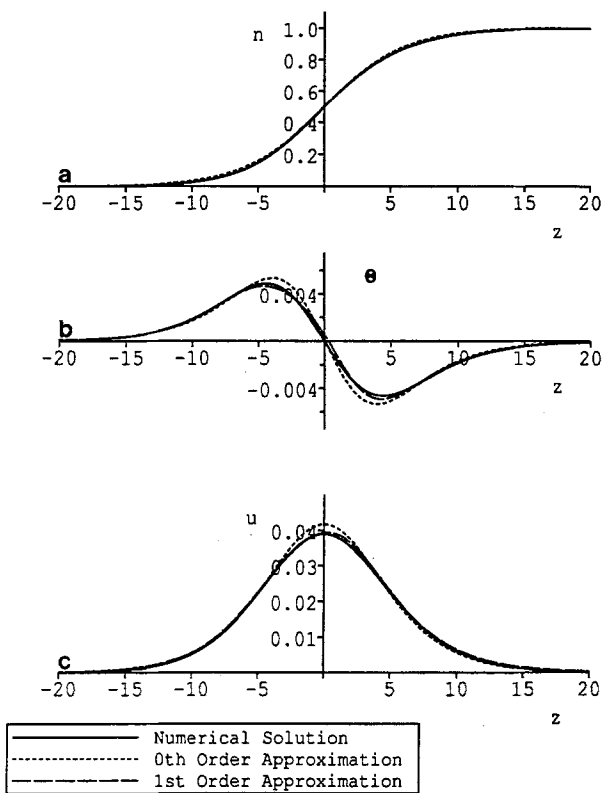 n
1.0
0.8
0.6
0.4
0.2
a
-20 -15 -10 -5 5 10 15 20
z
θ
0.004
b
-20 -15 -10 -5 5 10 15 20
-0.004
z
u
0.04
0.03
0.02
0.01
c
-20 -15 -10 -5 0 5 10 15 20
z
Numerical Solution
0th Order Approximation
1st Order Approximation